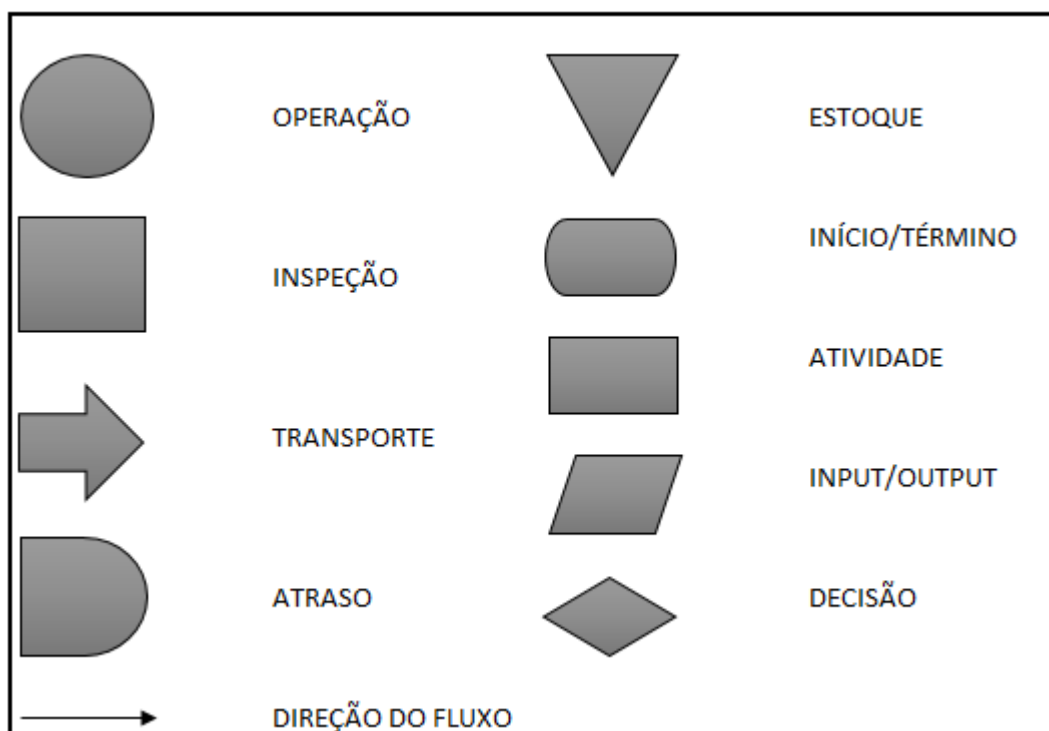 OPERAÇÃO
INSPEÇÃO
TRANSPORTE
ATRASO
DIREÇÃO DO FLUXO
ESTOQUE
INÍCIO/TÉRMINO
ATIVIDADE
INPUT/OUTPUT
DECISÃO